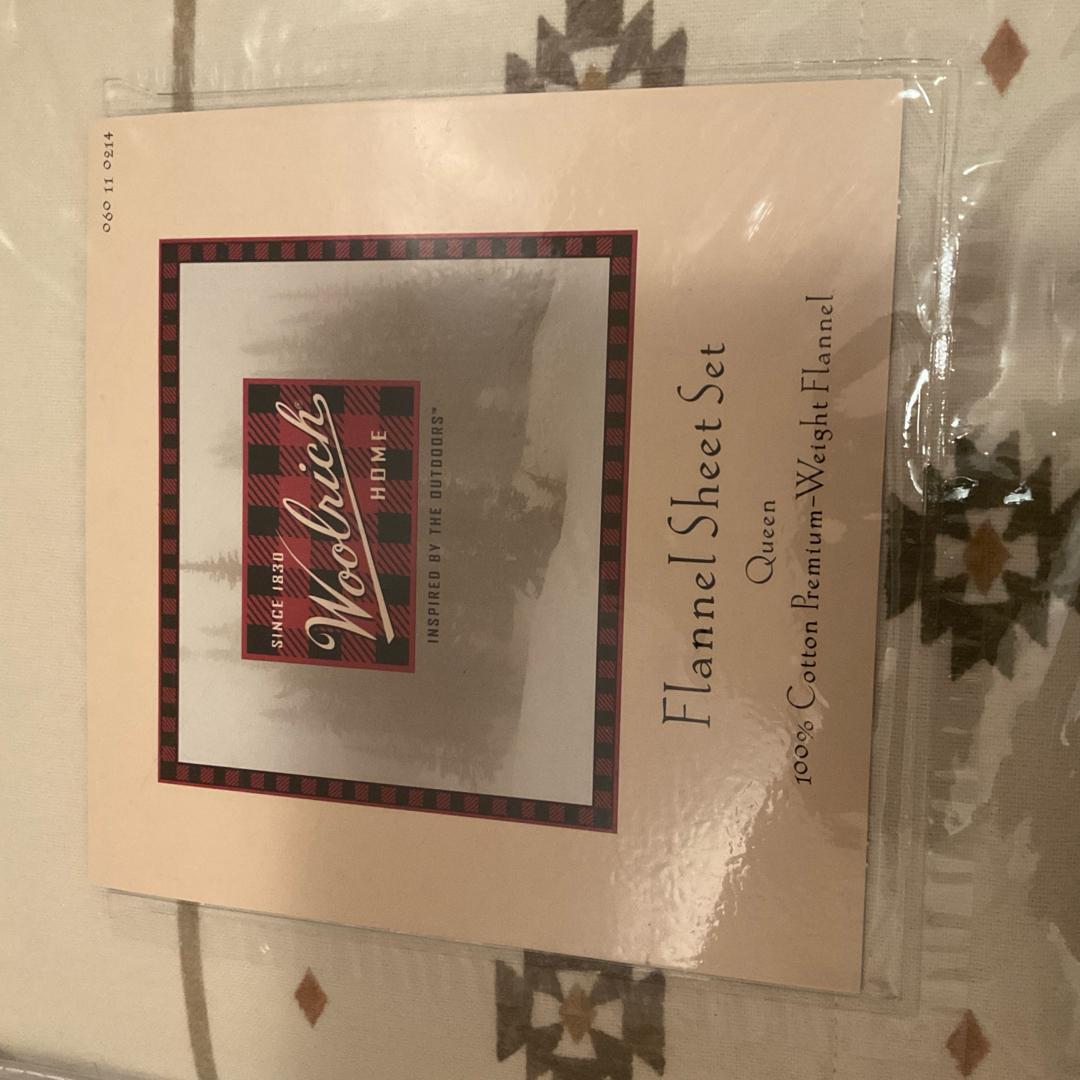 060 11 0214
SINCE 1830
Woolrich®
HOME
INSPIRED BY THE OUTDOORS™
Flannel Sheet Set
Queen
100% Cotton Premium-Weight Flannel